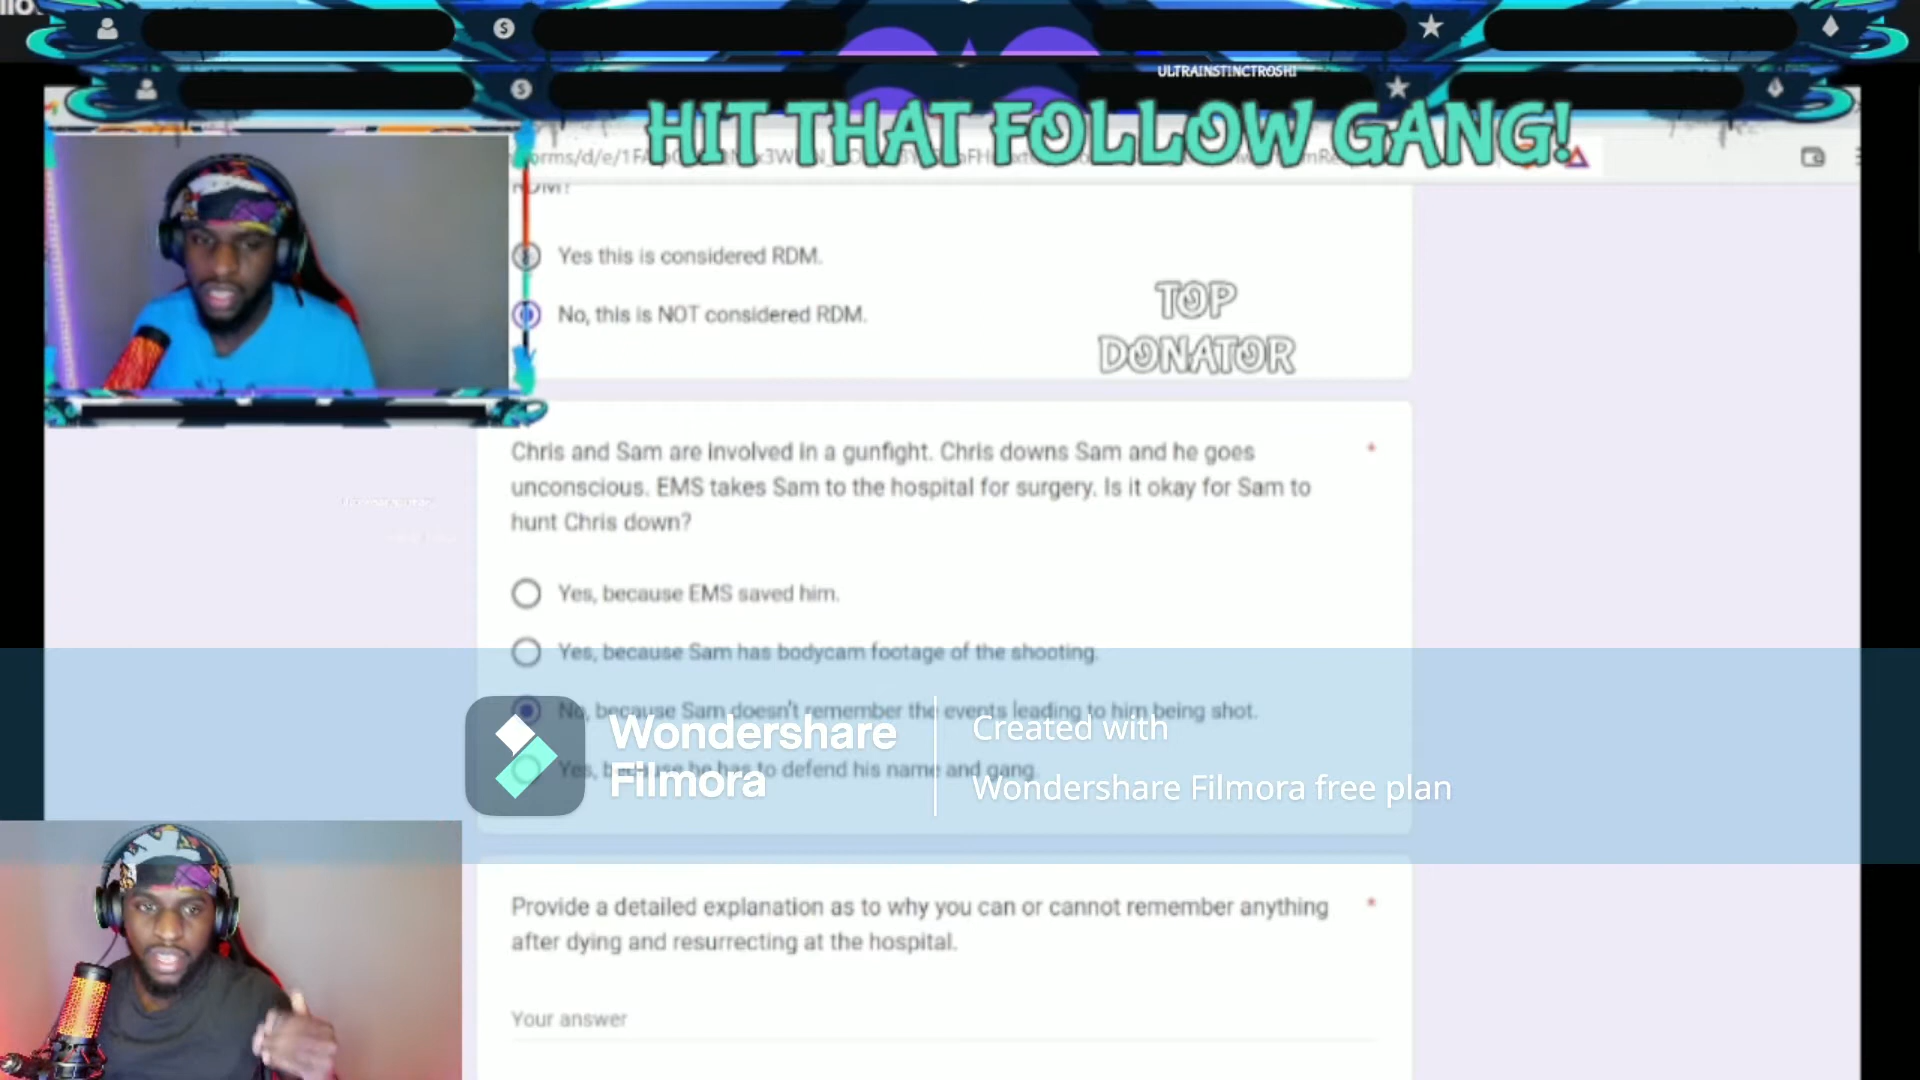 ULTRAINSTINCTROSHI
HIT THAT FOLLOW GANG!
Yes this is considered RDM.
No, this is NOT considered RDM.
TOP
DONATOR
Chris and Sam are involved in a gunfight. Chris downs Sam and he goes
unconscious. EMS takes Sam to the hospital for surgery. Is it okay for Sam to
hunt Chris down?
*
Yes, because EMS saved him.
Yes, because Sam has bodycam footage of the shooting.
No, because Sam doesn't remember the events leading to him being shot.
Yes, because he has to defend his name and gang.
Wondershare
Filmora
Created with
Wondershare Filmora free plan
Provide a detailed explanation as to why you can or cannot remember anything
after dying and resurrecting at the hospital.
*
Your answer